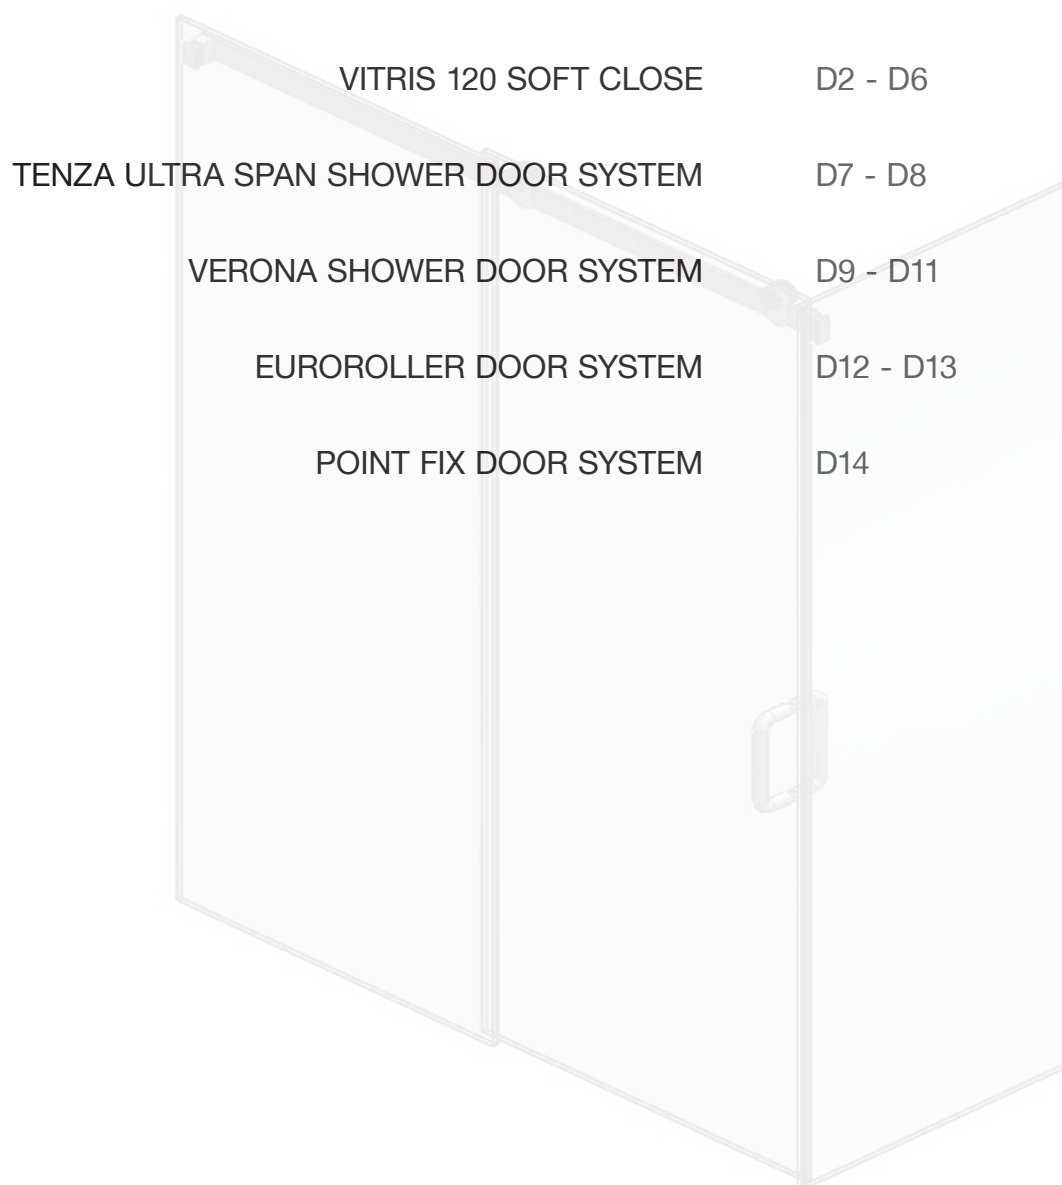 VITRIS 120 SOFT CLOSE D2 - D6
TENZA ULTRA SPAN SHOWER DOOR SYSTEM D7 - D8
VERONA SHOWER DOOR SYSTEM D9 - D11
EUROROLLER DOOR SYSTEM D12 - D13
POINT FIX DOOR SYSTEM D14